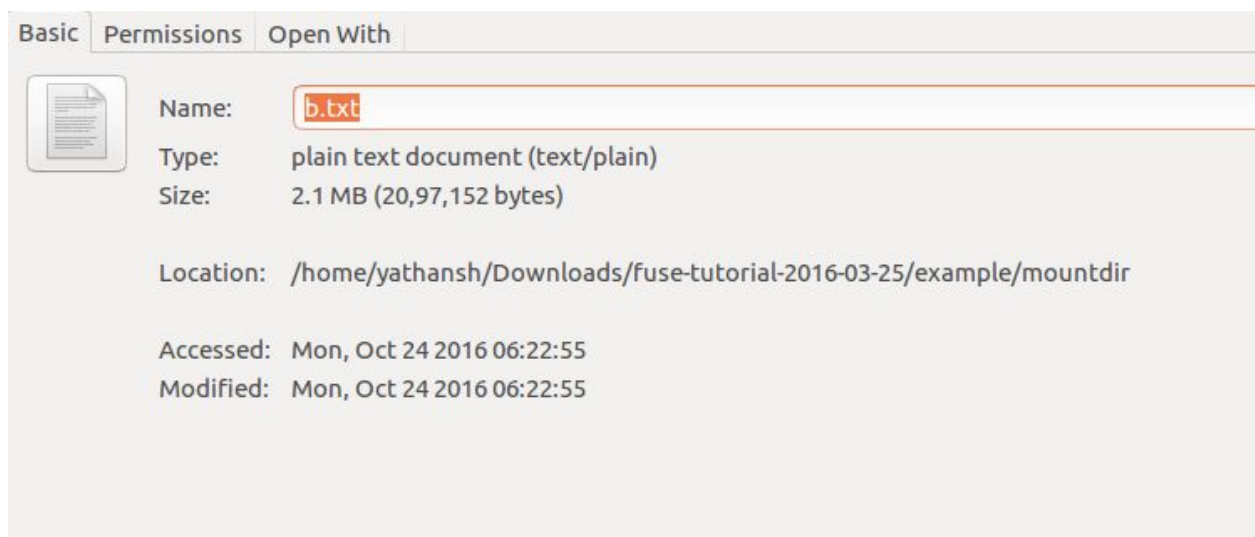 Basic Permissions Open With
Name: b.txt
Type: plain text document (text/plain)
Size: 2.1 MB (20,97,152 bytes)
Location: /home/yathansh/Downloads/fuse-tutorial-2016-03-25/example/mountdir
Accessed: Mon, Oct 24 2016 06:22:55
Modified: Mon, Oct 24 2016 06:22:55